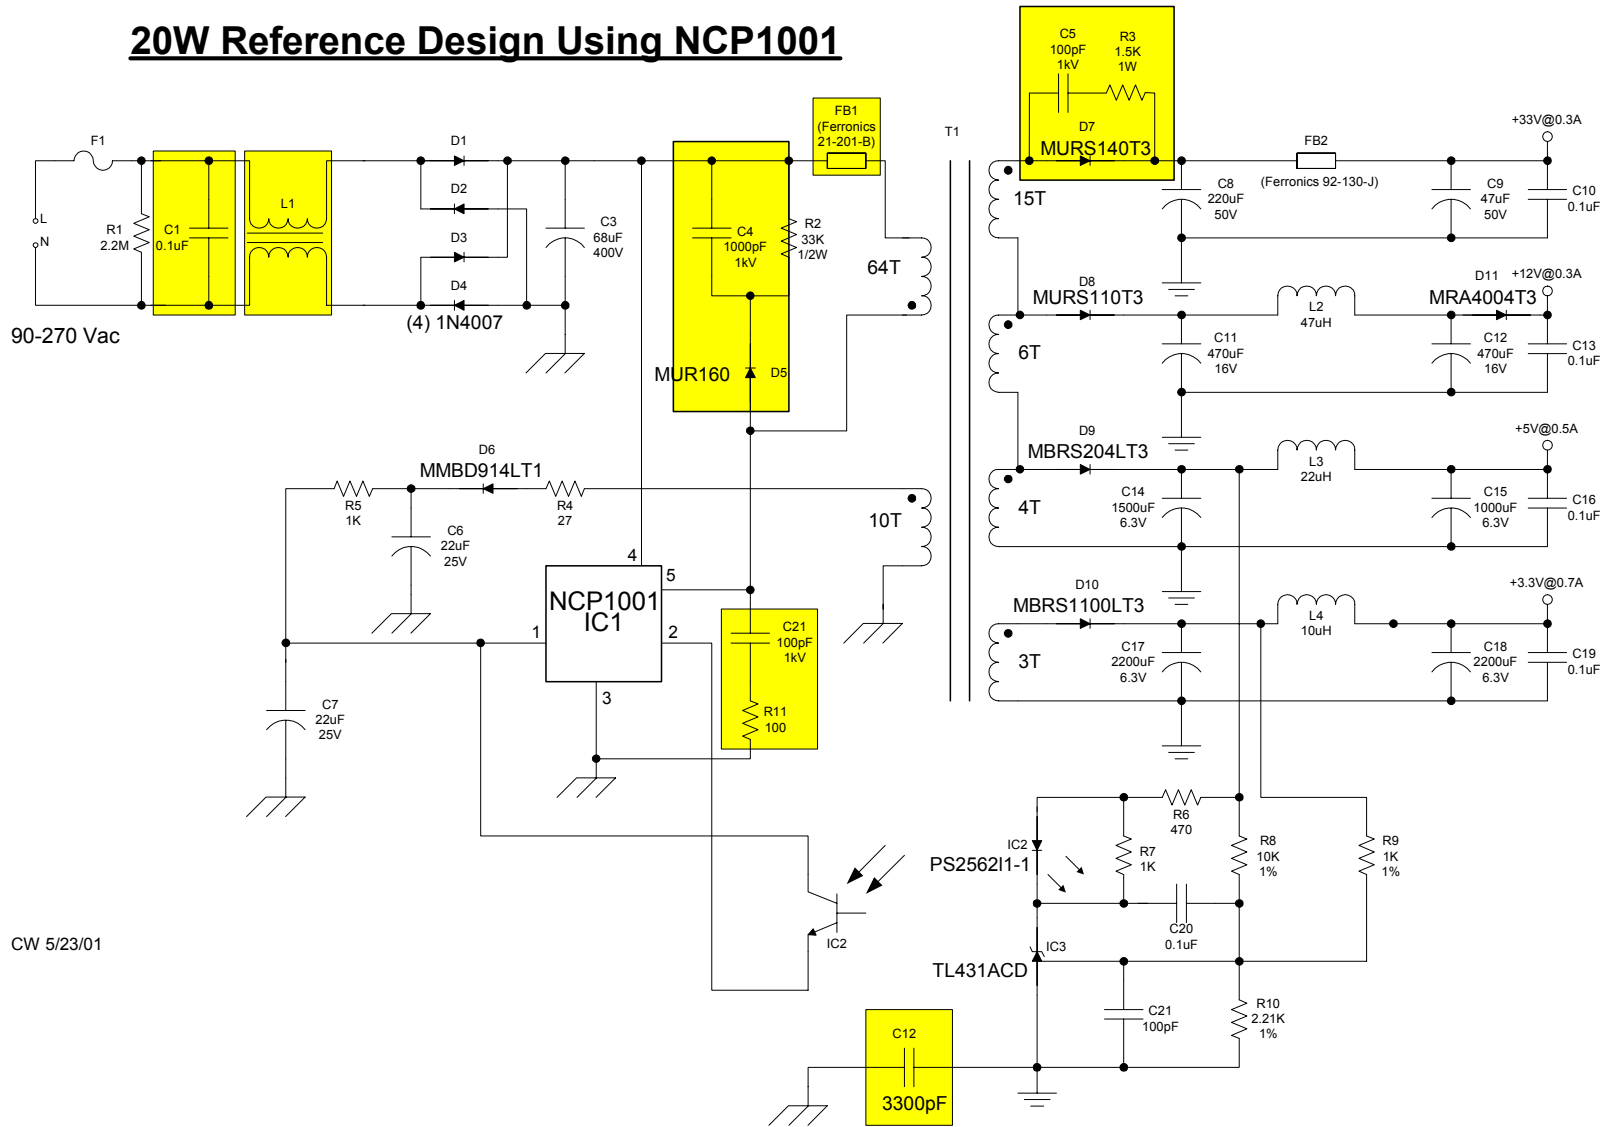 20W Reference Design Using NCP1001
C5
100pF
1kV
R3
1.5K
1W
D7
MURS140T3
FB1
(Ferronics
21-201-B)
T1
F1
L
N
R1
2.2M
C1
0.1uF
L1
D1
D2
D3
D4
(4) 1N4007
90-270 Vac
C3
68uF
400V
C4
1000pF
1kV
R2
33K
1/2W
MUR160
D5
64T
15T
C8
220uF
50V
FB2
(Ferronics 92-130-J)
C9
47uF
50V
+33V@0.3A
C10
0.1uF
D8
MURS110T3
6T
C11
470uF
16V
L2
47uH
D11
+12V@0.3A
MRA4004T3
C12
470uF
16V
C13
0.1uF
D9
MBRS204LT3
4T
C14
1500uF
6.3V
L3
22uH
+5V@0.5A
C15
1000uF
6.3V
C16
0.1uF
D10
MBRS1100LT3
3T
C17
2200uF
6.3V
L4
10uH
+3.3V@0.7A
C18
2200uF
6.3V
C19
0.1uF
D6
MMBD914LT1
R5
1K
R4
27
C6
22uF
25V
10T
4
5
NCP1001
IC1
1
2
3
C21
100pF
1kV
R11
100
C7
22uF
25V
IC2
R6
470
IC2
PS2562I1-1
R7
1K
R8
10K
1%
R9
1K
1%
C20
0.1uF
IC3
TL431ACD
C21
100pF
R10
2.21K
1%
C12
3300pF
CW 5/23/01